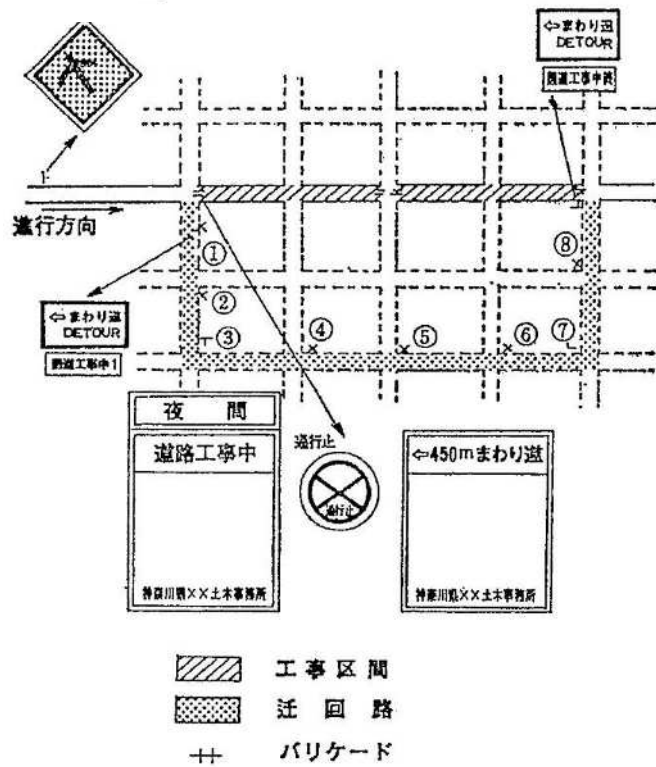 ⇦まわり道
DETOUR
進行方向
①
⑧
⇦まわり道
DETOUR
②
③
④
⑤
⑥
⑦
夜 間
道路工事中
神奈川県××土木事務所
通行止
通行止
⇦450mまわり道
神奈川県××土木事務所
工事区間
迂回路
バリケード